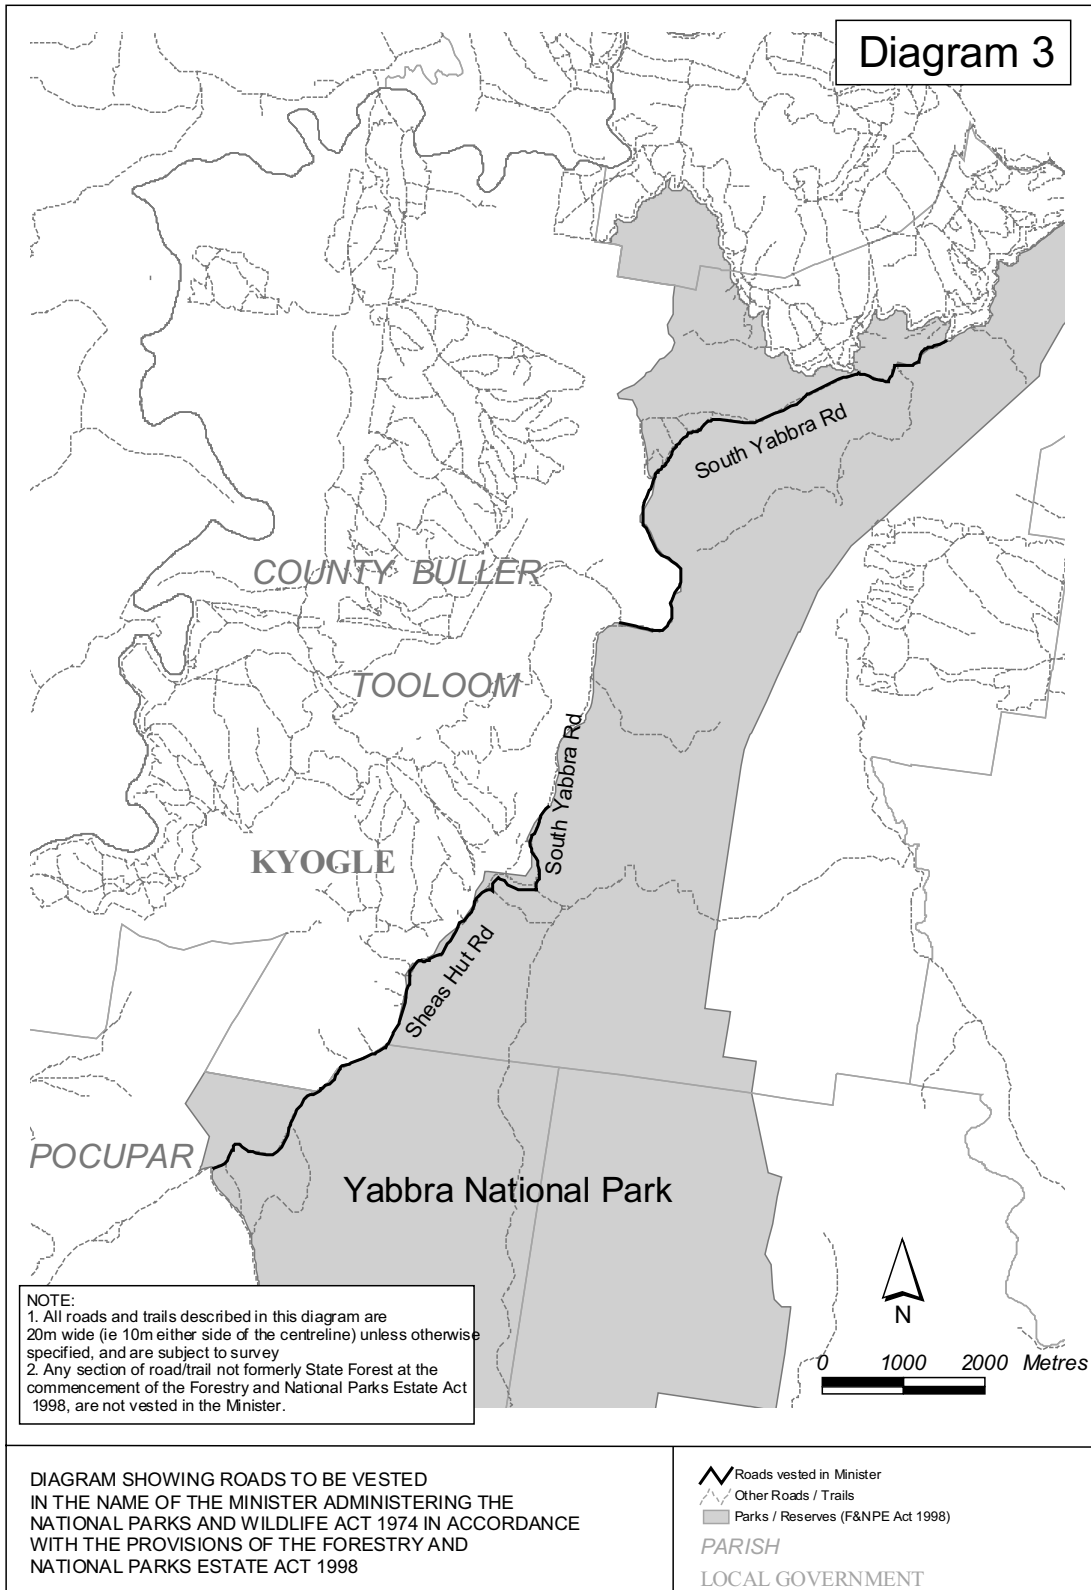 Diagram 3
South Yabbra Rd
COUNTY BULLER
TOOLOOM
South Yabbra Rd
KYOGLE
Sheas Hut Rd
POCUPAR
Yabbra National Park
N
0 1000 2000 Metres
NOTE:
1. All roads and trails described in this diagram are
20m wide (ie 10m either side of the centreline) unless otherwise
specified, and are subject to survey
2. Any section of road/trail not formerly State Forest at the
commencement of the Forestry and National Parks Estate Act
1998, are not vested in the Minister.
DIAGRAM SHOWING ROADS TO BE VESTED
IN THE NAME OF THE MINISTER ADMINISTERING THE
NATIONAL PARKS AND WILDLIFE ACT 1974 IN ACCORDANCE
WITH THE PROVISIONS OF THE FORESTRY AND
NATIONAL PARKS ESTATE ACT 1998
Roads vested in Minister
Other Roads / Trails
Parks / Reserves (F&NPE Act 1998)
PARISH
LOCAL GOVERNMENT